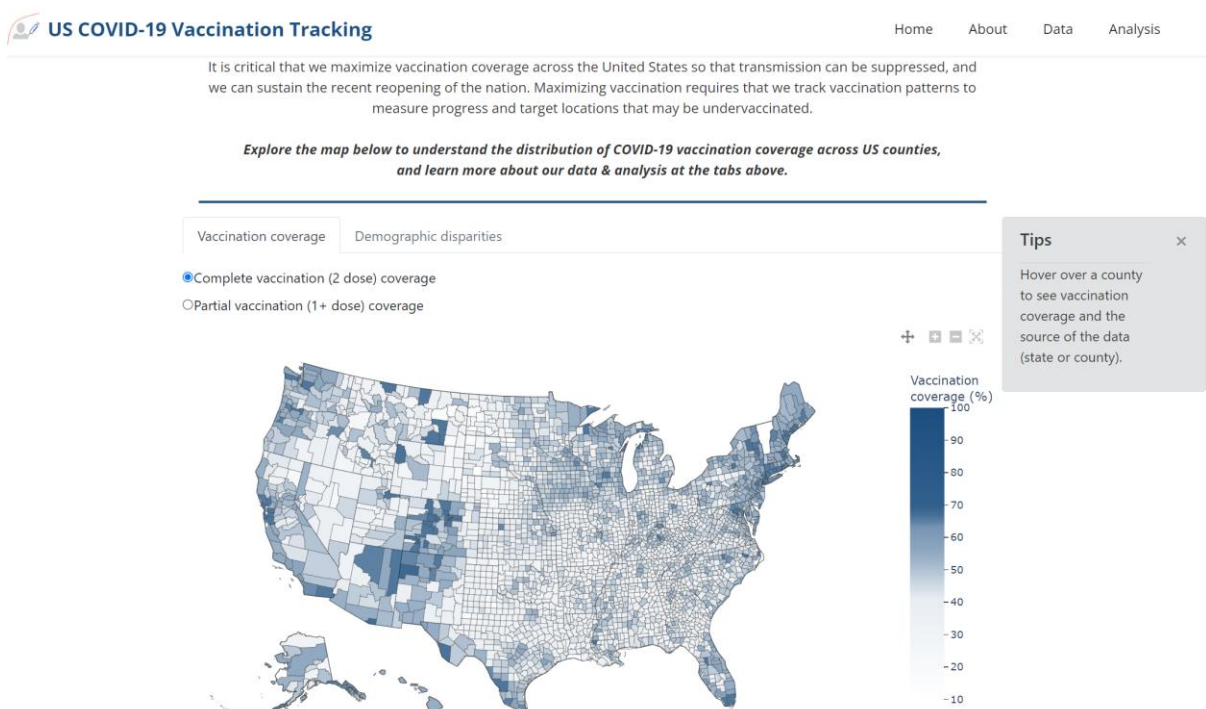 US COVID-19 Vaccination Tracking
Home About Data Analysis
It is critical that we maximize vaccination coverage across the United States so that transmission can be suppressed, and
we can sustain the recent reopening of the nation. Maximizing vaccination requires that we track vaccination patterns to
measure progress and target locations that may be undervaccinated.
Explore the map below to understand the distribution of COVID-19 vaccination coverage across US counties,
and learn more about our data & analysis at the tabs above.
Vaccination coverage
Demographic disparities
Complete vaccination (2 dose) coverage
Partial vaccination (1+ dose) coverage
Tips
×
Hover over a county
to see vaccination
coverage and the
source of the data
(state or county).
Vaccination
coverage (%)
100
90
80
70
60
50
40
30
20
10